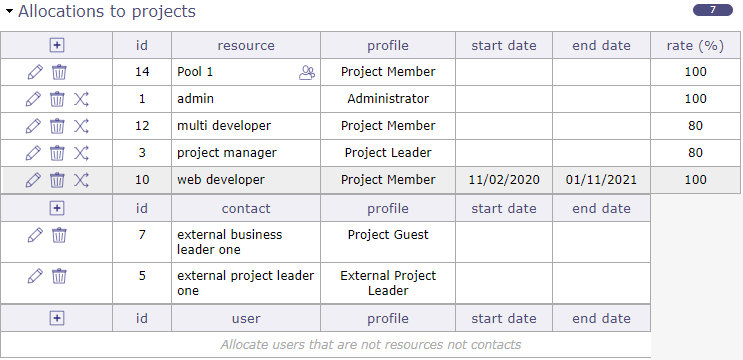 Allocations to projects 7
id resource profile start date end date rate (%)
14 Pool 1 Project Member 100
1 admin Administrator 100
12 multi developer Project Member 80
3 project manager Project Leader 80
10 web developer Project Member 11/02/2020 01/11/2021 100
id contact profile start date end date
7 external business Project Guest
leader one
5 external project leader External Project
one Leader
id user profile start date end date
Allocate users that are not resources not contacts